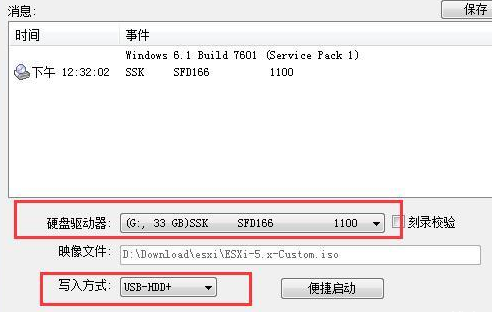 消息:
保存
时间 事件
Windows 6.1 Build 7601 (Service Pack 1)
下午 12:32:02 SSK SFD166 1100
硬盘驱动器: (G:, 33 GB)SSK SFD166 1100 刻录校验
映像文件: D:\Download\esxi\ESXi-5.x-Custom.iso
写入方式: USB-HDD+ 便捷启动